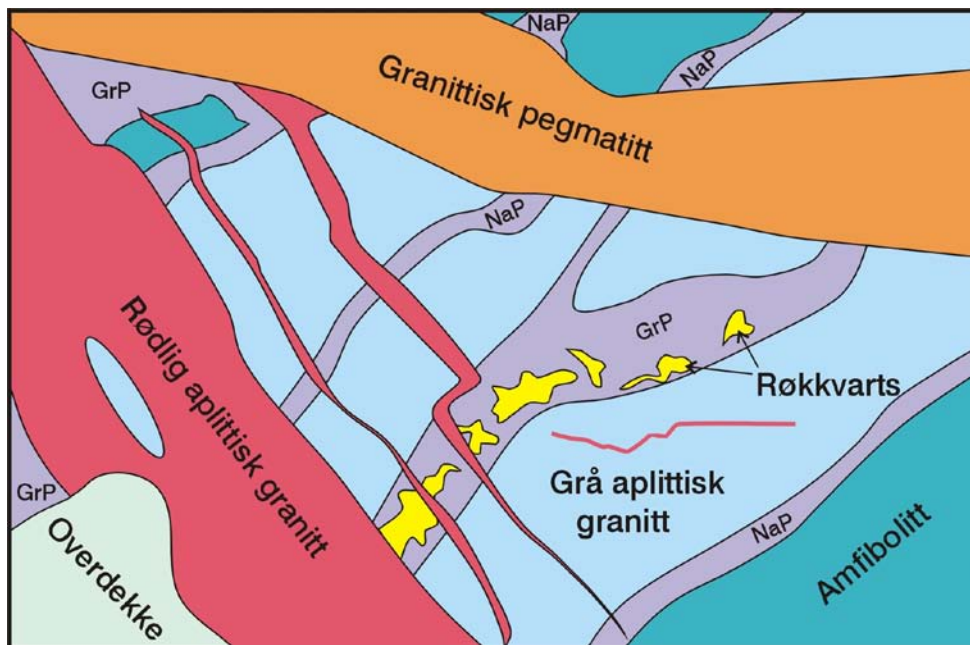 NaP
NaP
GrP
Granittisk pegmatitt
NaP
GrP
Rødlig aplittisk granitt
Røkkvarts
Grå aplittisk
granitt
GrP
NaP
Overdekke
Amfibolitt